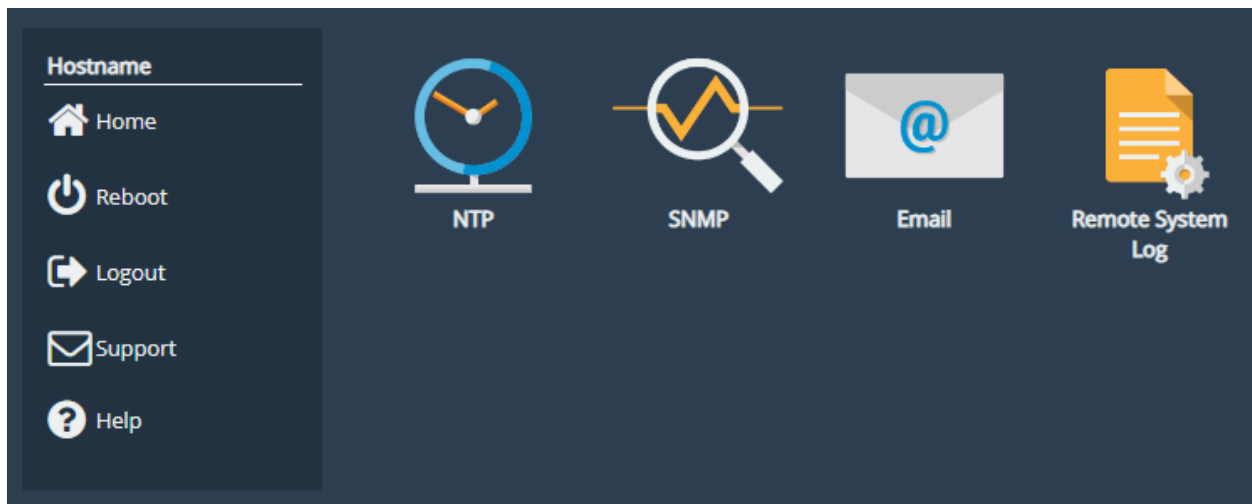 Hostname
Home
Reboot
Logout
Support
Help
NTP
SNMP
@
Email
Remote System
Log